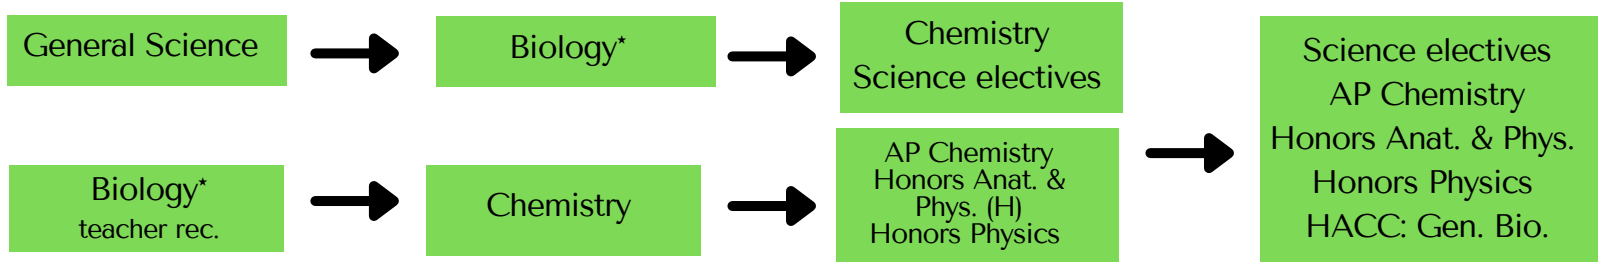 General Science
Biology*
Chemistry
Science electives
Biology*
teacher rec.
Chemistry
AP Chemistry
Honors Anat. &
Phys. (H)
Honors Physics
Science electives
AP Chemistry
Honors Anat. & Phys.
Honors Physics
HACC: Gen. Bio.